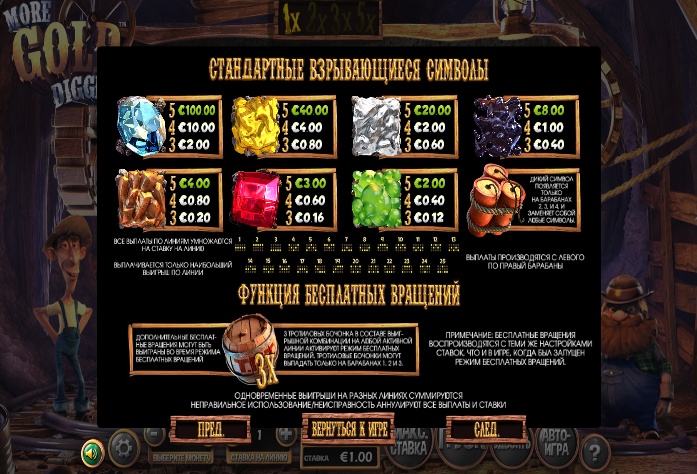 MORE
GOLD
DIGGIN
1x 2x 3x 5x
СТАНДАРТНЫЕ ВЗРЫВАЮЩИЕСЯ СИМВОЛЫ
5 €100.00
4 €10.00
3 €2.00
5 €40.00
4 €4.00
3 €0.80
5 €20.00
4 €2.00
3 €0.60
5 €8.00
4 €1.00
3 €0.40
5 €4.00
4 €0.80
3 €0.20
5 €3.00
4 €0.60
3 €0.16
5 €2.00
4 €0.40
3 €0.12
ДИКИЙ СИМВОЛ
ПОЯВЛЯЕТСЯ
ТОЛЬКО
НА БАРАБАНАХ
2, 3, И 4, И
ЗАМЕНЯЕТ СОБОЙ
ЛЮБЫЕ СИМВОЛЫ.
ВСЕ ВЫПЛАТЫ ПО ЛИНИЯМ УМНОЖАЮТСЯ
НА СТАВКУ НА ЛИНИЮ
ВЫПЛАЧИВАЕТСЯ ТОЛЬКО НАИБОЛЬШИЙ
ВЫИГРЫШ ПО ЛИНИИ
1 2 3 4 5 6 7 8 9 10 11 12 13
14 15 16 17 18 19 20 21 22 23 24 25
ВЫПЛАТЫ ПРОИЗВОДЯТСЯ С ЛЕВОГО
ПО ПРАВЫЙ БАРАБАНЫ
ФУНКЦИЯ БЕСПЛАТНЫХ ВРАЩЕНИЙ
ДОПОЛНИТЕЛЬНЫЕ БЕСПЛАТ-
НЫЕ ВРАЩЕНИЯ МОГУТ БЫТЬ
ВЫИГРАНЫ ВО ВРЕМЯ РЕЖИМА
БЕСПЛАТНЫХ ВРАЩЕНИЙ
3X
3 ТРОТИЛОВЫХ БОЧОНКА В СОСТАВЕ ВЫИГ-
РЫШНОЙ КОМБИНАЦИИ НА ЛЮБОЙ АКТИВНОЙ
ЛИНИИ АКТИВИРУЮТ РЕЖИМ БЕСПЛАТНЫХ
ВРАЩЕНИЙ. ТРОТИЛОВЫЕ БОЧОНКИ МОГУТ
ВЫПАДАТЬ ТОЛЬКО НА БАРАБАНАХ 1, 2 И 3.
ПРИМЕЧАНИЕ: БЕСПЛАТНЫЕ ВРАЩЕНИЯ
ВОСПРОИЗВОДЯТСЯ С ТЕМИ ЖЕ НАСТРОЙКАМИ
СТАВОК, ЧТО И В ИГРЕ, КОГДА БЫЛ ЗАПУЩЕН
РЕЖИМ БЕСПЛАТНЫХ ВРАЩЕНИЙ.
ОДНОВРЕМЕННЫЕ ВЫИГРЫШИ НА РАЗНЫХ ЛИНИЯХ СУММИРУЮТСЯ
НЕПРАВИЛЬНОЕ ИСПОЛЬЗОВАНИЕ/НЕИСПРАВНОСТЬ АННУЛИРУЮТ ВСЕ ВЫПЛАТЫ И СТАВКИ
ПРЕД. ВЕРНУТЬСЯ К ИГРЕ СЛЕД.
1
МАКС.
СТАВКА
АВТО-
ИГРА
?
ВЫБЕРИТЕ МОНЕТУ
СТАВКА НА ЛИНИЮ
СТАВКА €1.00